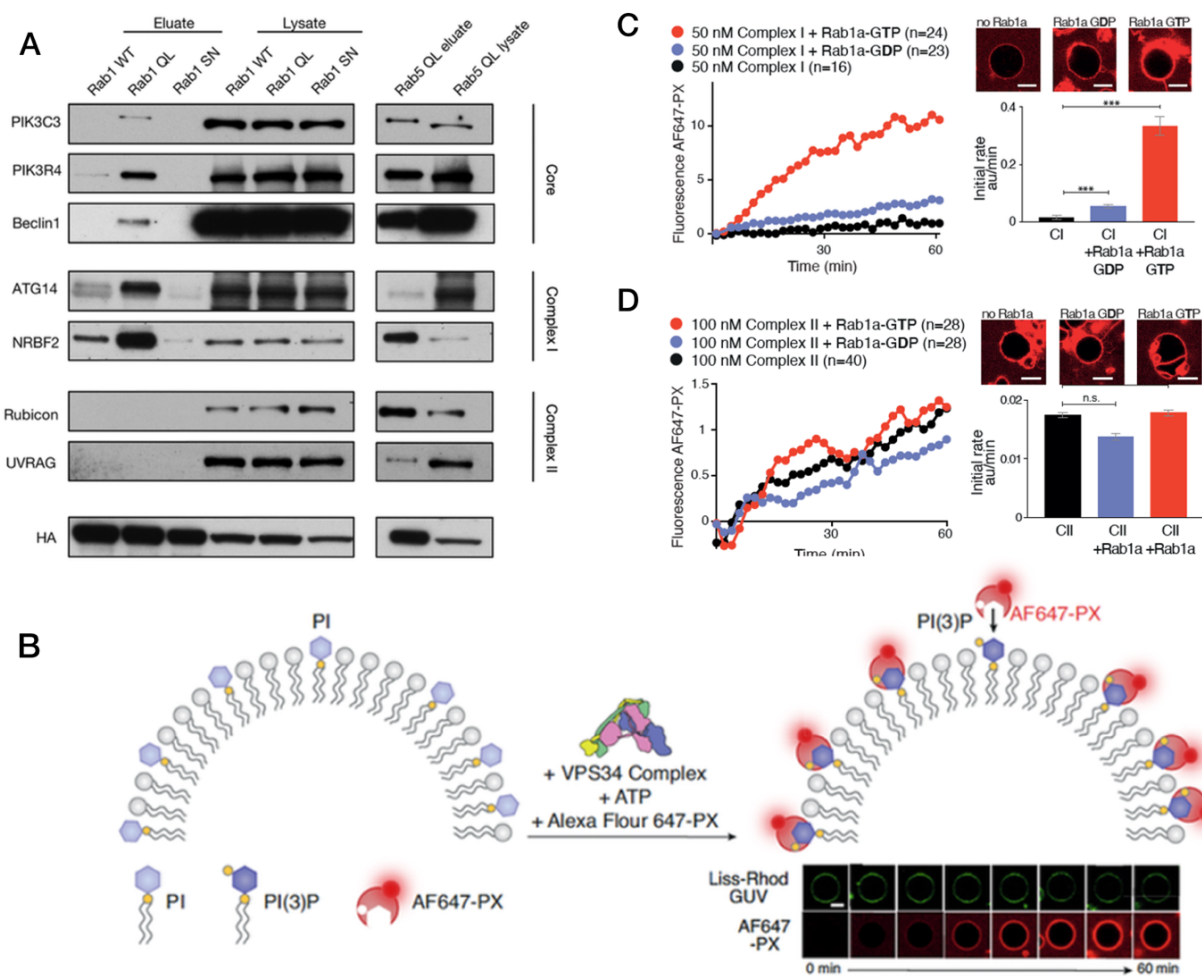 A
Eluate
Lysate
Rab1 WT
Rab1 QL
Rab1 SN
Rab1 WT
Rab1 QL
Rab1 SN
Rab5 QL eluate
Rab5 QL lysate
PIK3C3
PIK3R4
Beclin1
Core
ATG14
NRBF2
Complex I
Rubicon
UVRAG
Complex II
HA
C
50 nM Complex I + Rab1a-GTP (n=24)
50 nM Complex I + Rab1a-GDP (n=23)
50 nM Complex I (n=16)
Fluorescence AF647-PX
10
5
0
30
60
Time (min)
no Rab1a
Rab1a GDP
Rab1a GTP
Initial rate
au/min
0.4
0.2
0
***
***
CI
CI
+Rab1a
GDP
CI
+Rab1a
GTP
D
100 nM Complex II + Rab1a-GTP (n=28)
100 nM Complex II + Rab1a-GDP (n=28)
100 nM Complex II (n=40)
Fluorescence AF647-PX
1.5
1
0.5
0
30
60
Time (min)
no Rab1a
Rab1a GDP
Rab1a GTP
Initial rate
au/min
0.02
0.01
0
n.s.
CII
CII
+Rab1a
CII
+Rab1a
B
PI
+ VPS34 Complex
+ ATP
+ Alexa Flour 647-PX
PI(3)P
AF647-PX
PI
PI(3)P
AF647-PX
Liss-Rhod
GUV
AF647
-PX
0 min
60 min